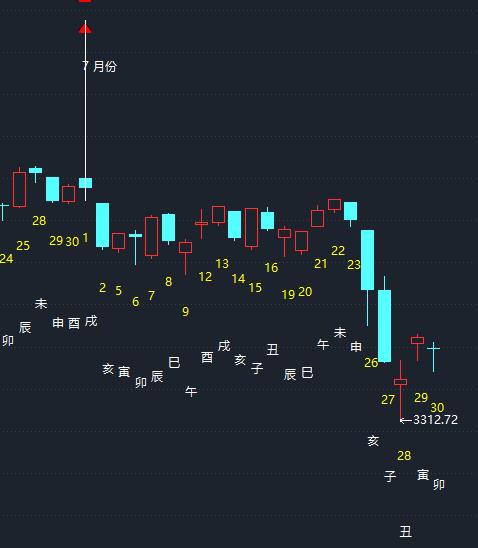 7 月份
24
25
28
29
30
1
2
5
6
7
8
9
12
13
14
15
16
19
20
21
22
23
26
27
28
29
30
←3312.72
卯
辰
未
申
酉
戌
亥
寅
卯
辰
巳
午
酉
戌
亥
子
丑
辰
巳
午
未
申
亥
子
丑
寅
卯